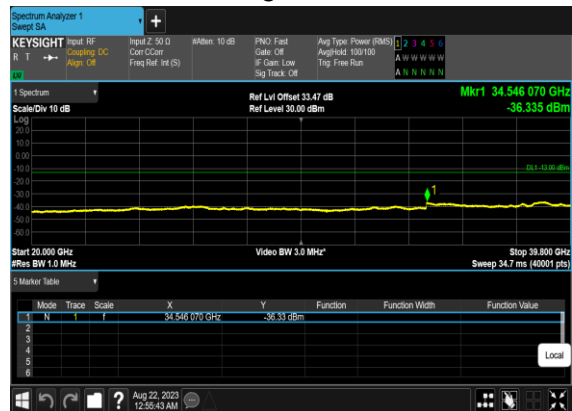 Spectrum Analyzer 1
Swept SA
+
KEYSIGHT Input: RF Input Z: 50 Ω #Atten: 10 dB PNO: Fast Avg Type: Power (RMS) 1 2 3 4 5 6
R T Coupling: DC Corr CCorr Gate: Off Avg|Hold: 100/100 A W W W W W
Align: Off Freq Ref: Int (S) IF Gain: Low Trig: Free Run
Sig Track: Off A N N N N N
LXI
1 Spectrum Ref Lvl Offset 33.47 dB Mkr1 34.546 070 GHz
Scale/Div 10 dB Ref Level 30.00 dBm -36.335 dBm
Log
20.0
10.0
0.00
-10.0 DL1 -13.00 dBm
-20.0
-30.0 1
-40.0
-50.0
-60.0
Start 20.000 GHz Video BW 3.0 MHz* Stop 39.800 GHz
#Res BW 1.0 MHz Sweep 34.7 ms (40001 pts)
5 Marker Table
Mode Trace Scale X Y Function Function Width Function Value
1 N 1 f 34.546 070 GHz -36.33 dBm
2
3
4
5
6
Local
? Aug 22, 2023
12:55:43 AM